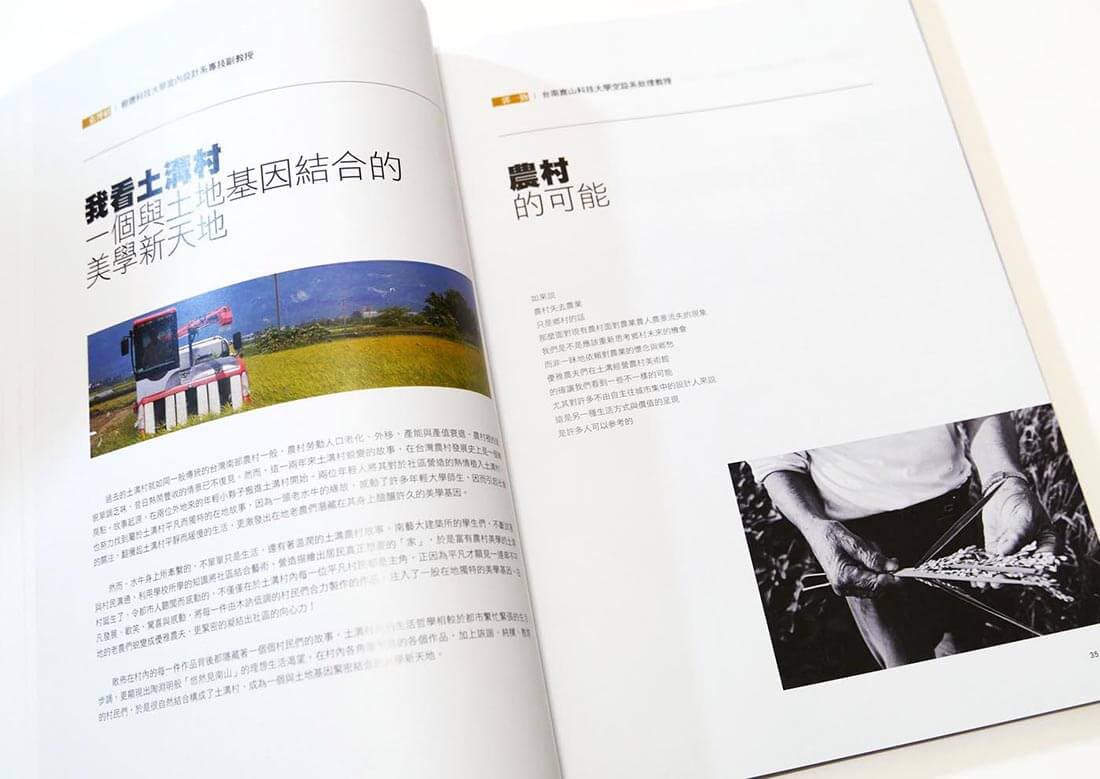 樹德科技大學室內設計系專技副教授
我看土溝村
一個與土地基因結合的
美學新天地
過去的土溝村就如同一般傳統的台灣南部農村一般，農村勞動人口老化、外移，產能與產值衰退，農村裡的
貌單調乏味，昔日熱鬧豐收的情景已不復見。然而，這一兩年來土溝村蛻變的故事，在台灣農村發展史上是一個
亮點。故事起源，在兩位外地來的年輕小夥子搬進土溝村開始。兩位年輕人將其對於社區營造的熱情植入土溝村，
也努力找到屬於土溝村平凡而獨特的在地故事，因為一頭老水牛的緣故，感動了許多年輕大學師生，因而引起社會
的關注，翻攪起土溝村平靜而緩慢的生活，更激發出在地老農們潛藏在其身上醞釀許久的美學基因。
然而，水牛身上所牽繫的，不單單只是生活，還有著溫潤的土溝農村故事。南藝大建築所的學生們，不斷
與村民溝通、利用學校所學的知識將社區結合藝術，營造描繪出居民真正想要的「家」，於是富有農村美學的土溝
村誕生了。令都市人聽聞而感動的，不僅僅在於土溝村內每一位平凡村民都是主角，正因為平凡才顯見
凡發展、歡笑、驚喜與感動，將每一件由木訥低調的村民們合力製作的作品，注入了一股在地獨特的美學基因。
地的老農們蛻變成優雅農夫，更緊密的凝結出社區的向心力！
散佈在村內的每一件作品背後都隱藏著一個個村民們的故事，土溝村的生活哲學相較於都市繁忙緊張的生活
步調，更顯現出陶淵明般「悠然見南山」的理想生活渴望，在村內各角落的各個作品，加上詼諧、純樸、敦厚
的村民們，於是很自然結合構成了土溝村，成為一個與土地基因緊密結合的美學新天地。
台南崑山科技大學空設系助理教授
農村
的可能
如果說
農村失去農業
只是鄉村的話
那麼面對現有農村面對農業農人農景流失的現象
我們是不是應該重新思考鄉村未來的機會
而非一昧地依賴對農業的懷念與鄉愁
優雅農夫們在土溝經營農村美術館
的確讓我們看到一些不一樣的可能
尤其對許多不由自主往城市集中的設計人來說
這是另一種生活方式與價值的呈現
是許多人可以參考的
35